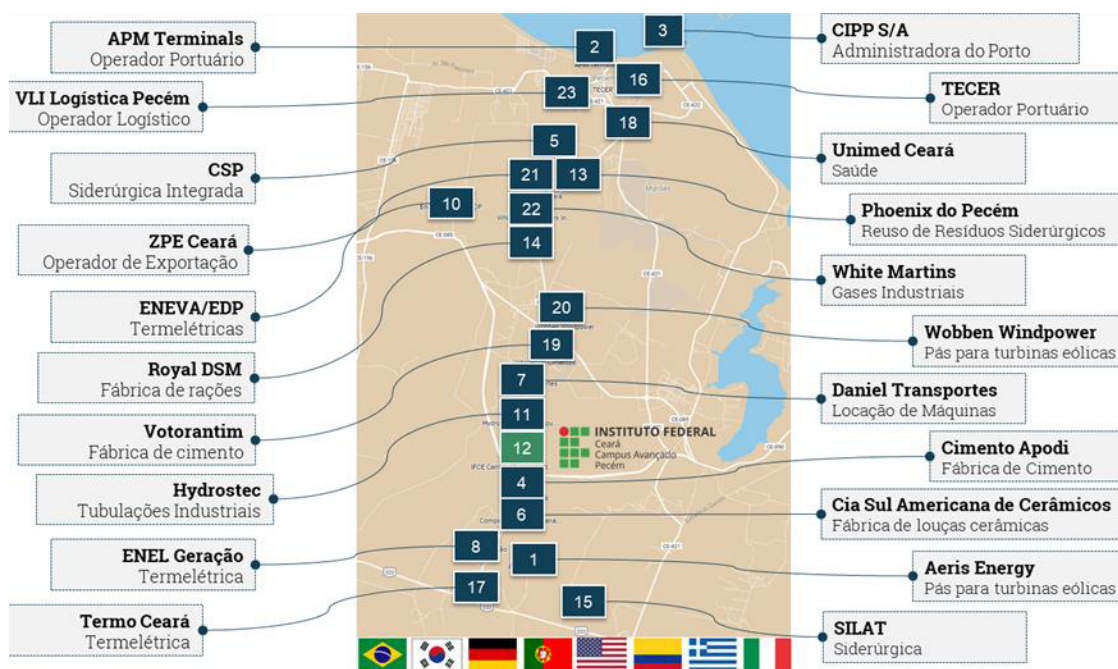 APM Terminals
Operador Portuário
VLI Logística Pecém
Operador Logístico
CSP
Siderúrgica Integrada
ZPE Ceará
Operador de Exportação
ENEVA/EDP
Termelétricas
Royal DSM
Fábrica de rações
Votorantim
Fábrica de cimento
Hydrostec
Tubulações Industriais
ENEL Geração
Termelétrica
Termo Ceará
Termelétrica
3
2
16
23
TECER
18
5
21
13
10
22
14
20
19
7
11
12
INSTITUTO FEDERAL
Ceará
Campus Avançado
Pecém
4
6
8
1
17
15
CIPP S/A
Administradora do Porto
TECER
Operador Portuário
Unimed Ceará
Saúde
Phoenix do Pecém
Reuso de Resíduos Siderúrgicos
White Martins
Gases Industriais
Wobben Windpower
Pás para turbinas eólicas
Daniel Transportes
Locação de Máquinas
Cimento Apodi
Fábrica de Cimento
Cia Sul Americana de Cerâmicos
Fábrica de louças cerâmicas
Aeris Energy
Pás para turbinas eólicas
SILAT
Siderúrgica